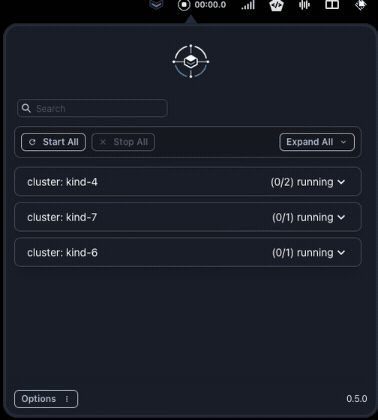 00:00.0
Search
Start All
Stop All
Expand All
cluster: kind-4
(0/2) running
cluster: kind-7
(0/1) running
cluster: kind-6
(0/1) running
Options
0.5.0